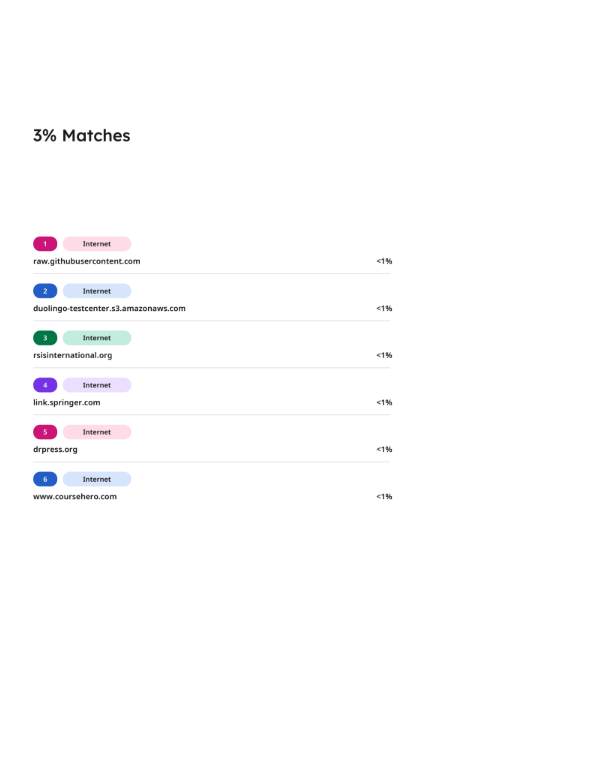 3% Matches
1 Internet
raw.githubusercontent.com <1%
2 Internet
duolingo-testcenter.s3.amazonaws.com <1%
3 Internet
rsisinternational.org <1%
4 Internet
link.springer.com <1%
5 Internet
drpress.org <1%
6 Internet
www.coursehero.com <1%